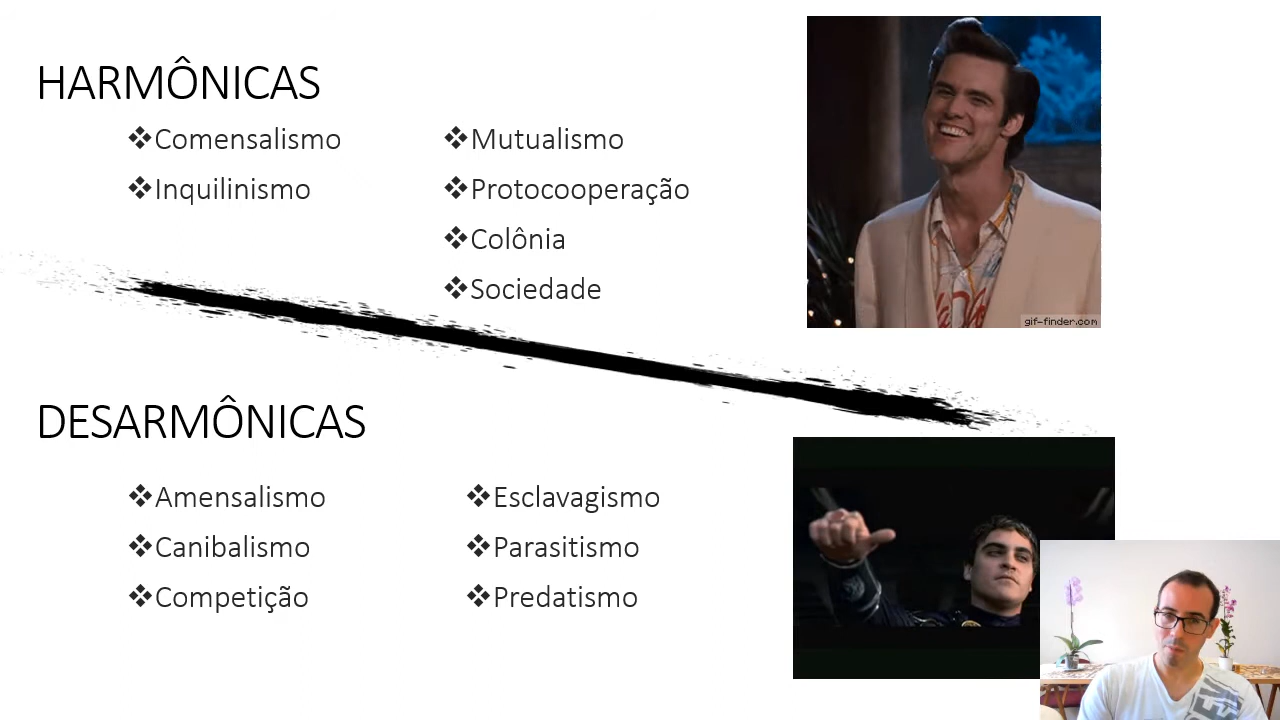 HARMÔNICAS
❖Comensalismo
❖Inquilinismo
❖Mutualismo
❖Protocooperação
❖Colônia
❖Sociedade
gif-finder.com
DESARMÔNICAS
❖Amensalismo
❖Canibalismo
❖Competição
❖Esclavagismo
❖Parasitismo
❖Predatismo